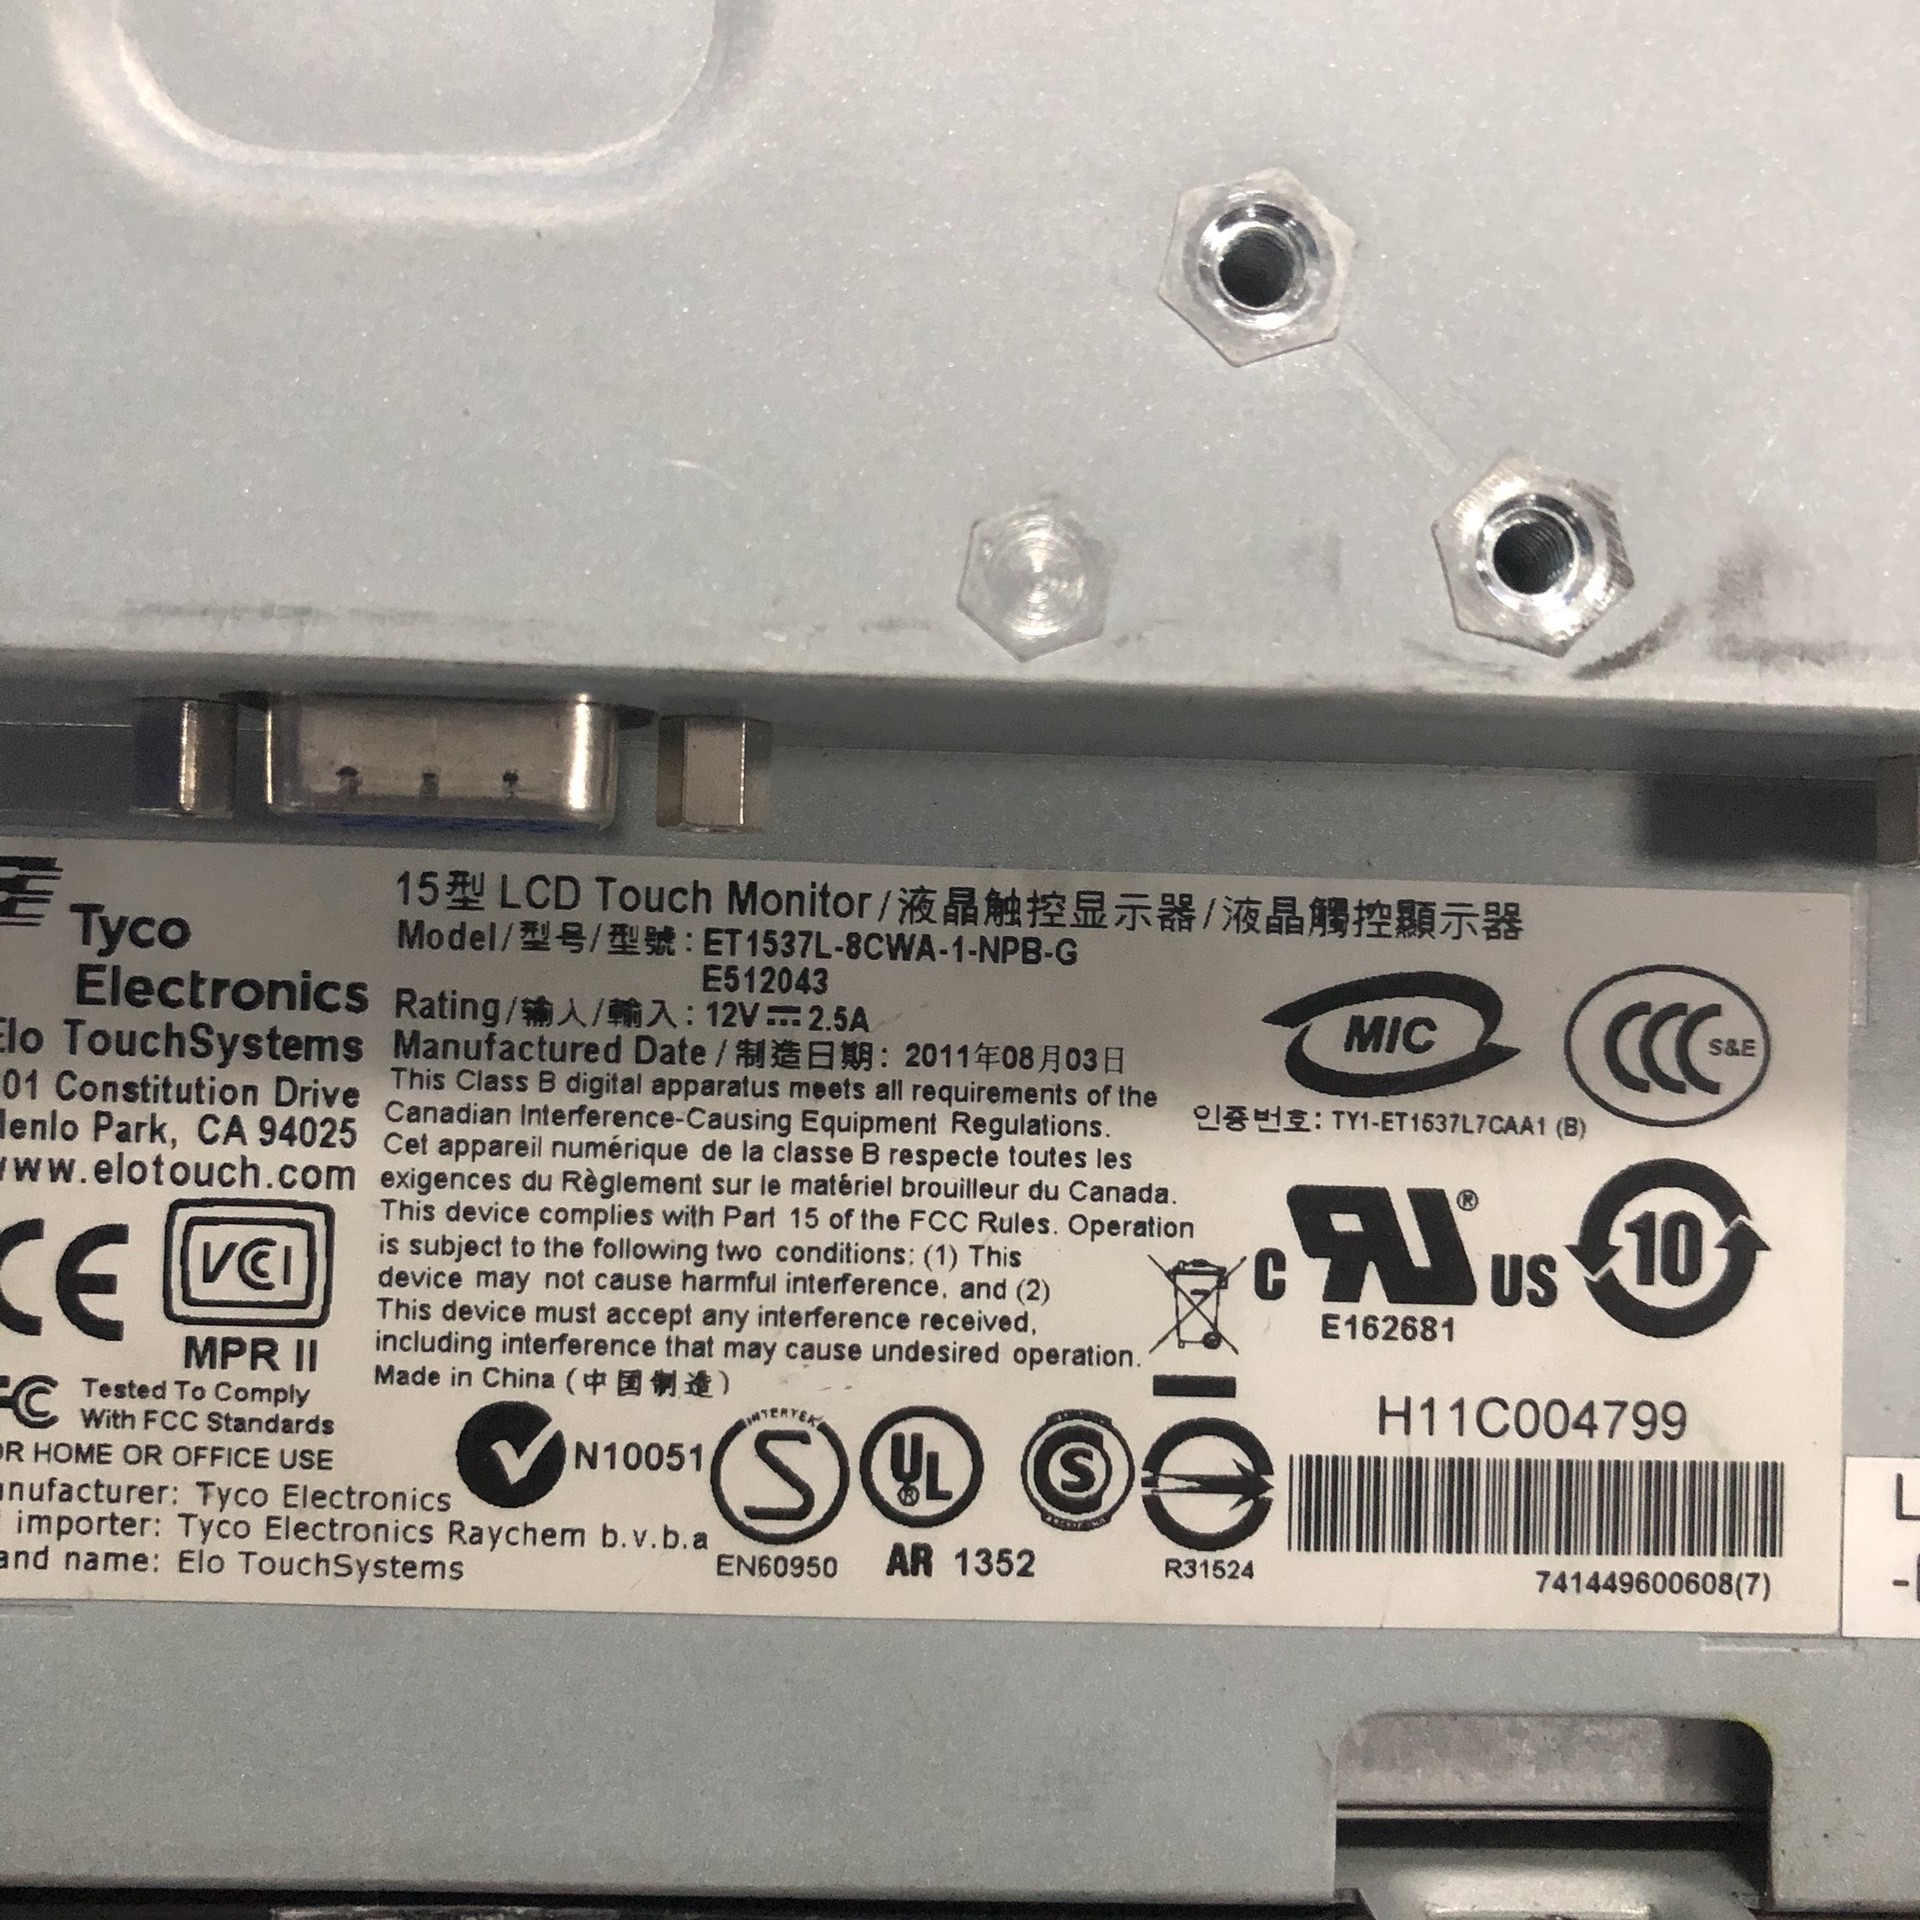 Tyco
Electronics
Elo TouchSystems
01 Constitution Drive
Menlo Park, CA 94025
www.elotouch.com
CE
VCCI
MPR II
FC Tested To Comply
With FCC Standards
OR HOME OR OFFICE USE
anufacturer: Tyco Electronics
importer: Tyco Electronics Raychem b.v.b.a
and name: Elo TouchSystems
15型 LCD Touch Monitor/液晶触控显示器/液晶觸控顯示器
Model/型号/型號: ET1537L-8CWA-1-NPB-G
E512043
Rating/输入/輸入: 12V⎓2.5A
Manufactured Date/制造日期: 2011年08月03日
This Class B digital apparatus meets all requirements of the
Canadian Interference-Causing Equipment Regulations.
Cet appareil numérique de la classe B respecte toutes les
exigences du Règlement sur le matériel brouilleur du Canada.
This device complies with Part 15 of the FCC Rules. Operation
is subject to the following two conditions: (1) This
device may not cause harmful interference, and (2)
This device must accept any interference received,
including interference that may cause undesired operation.
Made in China (中国制造)
N10051
INTERTEK
S
EN60950
UL®
AR 1352
S
R31524
MIC
CCC S&E
인증번호: TY1-ET1537L7CAA1 (B)
C RU® US
E162681
10
H11C004799
741449600608(7)